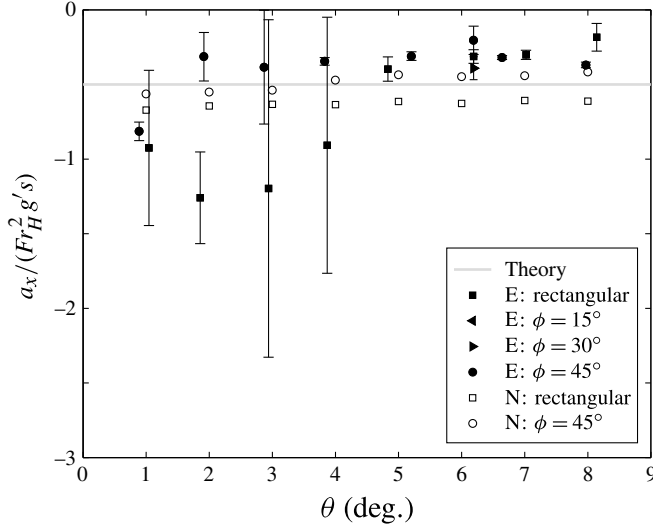 0
−1
−2
−3
a_x/(Fr_H^2 g′s)
0 1 2 3 4 5 6 7 8 9
θ (deg.)
Theory
E: rectangular
E: ϕ = 15°
E: ϕ = 30°
E: ϕ = 45°
N: rectangular
N: ϕ = 45°